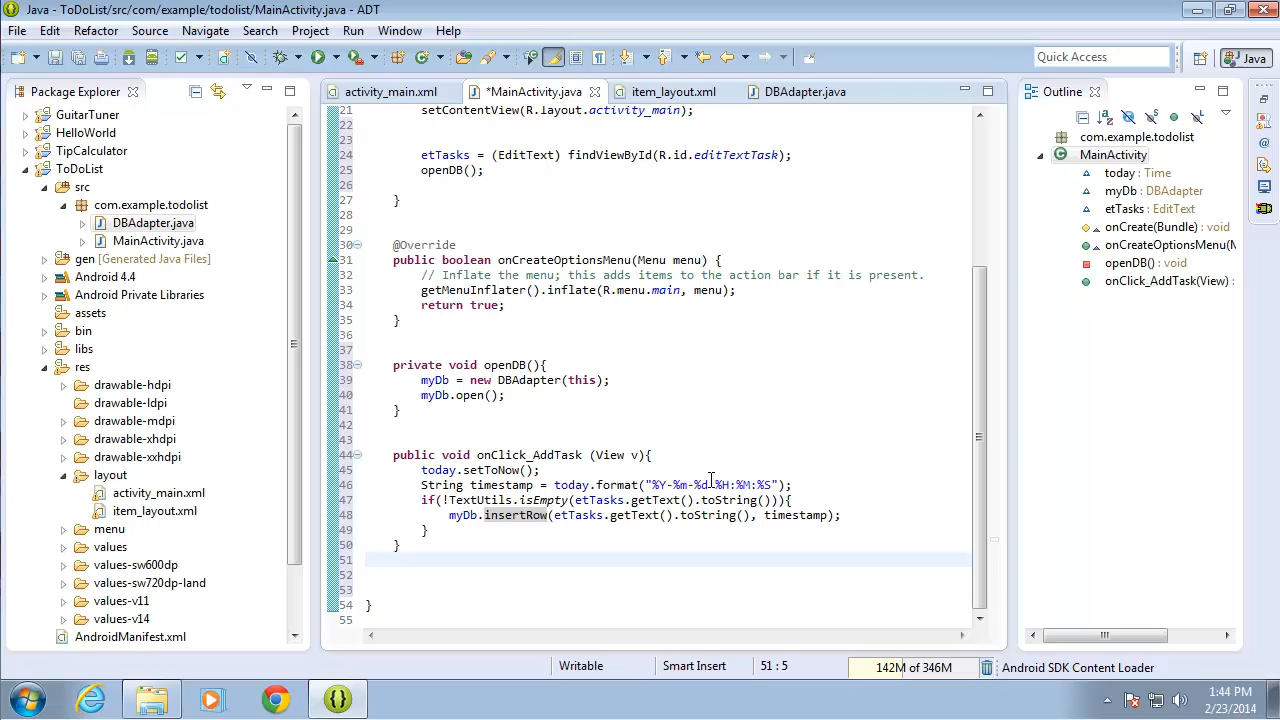 Java - ToDoList/src/com/example/todolist/MainActivity.java - ADT
File Edit Refactor Source Navigate Search Project Run Window Help
Quick Access
Java
Package Explorer
GuitarTuner
HelloWorld
TipCalculator
ToDoList
src
com.example.todolist
DBAdapter.java
MainActivity.java
gen [Generated Java Files]
Android 4.4
Android Private Libraries
assets
bin
libs
res
drawable-hdpi
drawable-ldpi
drawable-mdpi
drawable-xhdpi
drawable-xxhdpi
layout
activity_main.xml
item_layout.xml
menu
values
values-sw600dp
values-sw720dp-land
values-v11
values-v14
AndroidManifest.xml
activity_main.xml *MainActivity.java item_layout.xml DBAdapter.java
21 setContentView(R.layout.activity_main);
22
23
24 etTasks = (EditText) findViewById(R.id.editTextTask);
25 openDB();
26
27 }
28
29
30 @Override
31 public boolean onCreateOptionsMenu(Menu menu) {
32 // Inflate the menu; this adds items to the action bar if it is present.
33 getMenuInflater().inflate(R.menu.main, menu);
34 return true;
35 }
36
37
38 private void openDB(){
39 myDb = new DBAdapter(this);
40 myDb.open();
41 }
42
43
44 public void onClick_AddTask (View v){
45 today.setToNow();
46 String timestamp = today.format("%Y-%m-%d %H:%M:%S");
47 if(!TextUtils.isEmpty(etTasks.getText().toString())){
48 myDb.insertRow(etTasks.getText().toString(), timestamp);
49 }
50 }
51
52
53
54 }
55
Outline
com.example.todolist
MainActivity
today : Time
myDb : DBAdapter
etTasks : EditText
onCreate(Bundle) : void
onCreateOptionsMenu(M
openDB() : void
onClick_AddTask(View) :
Writable Smart Insert 51 : 5 142M of 346M Android SDK Content Loader
1:44 PM
2/23/2014